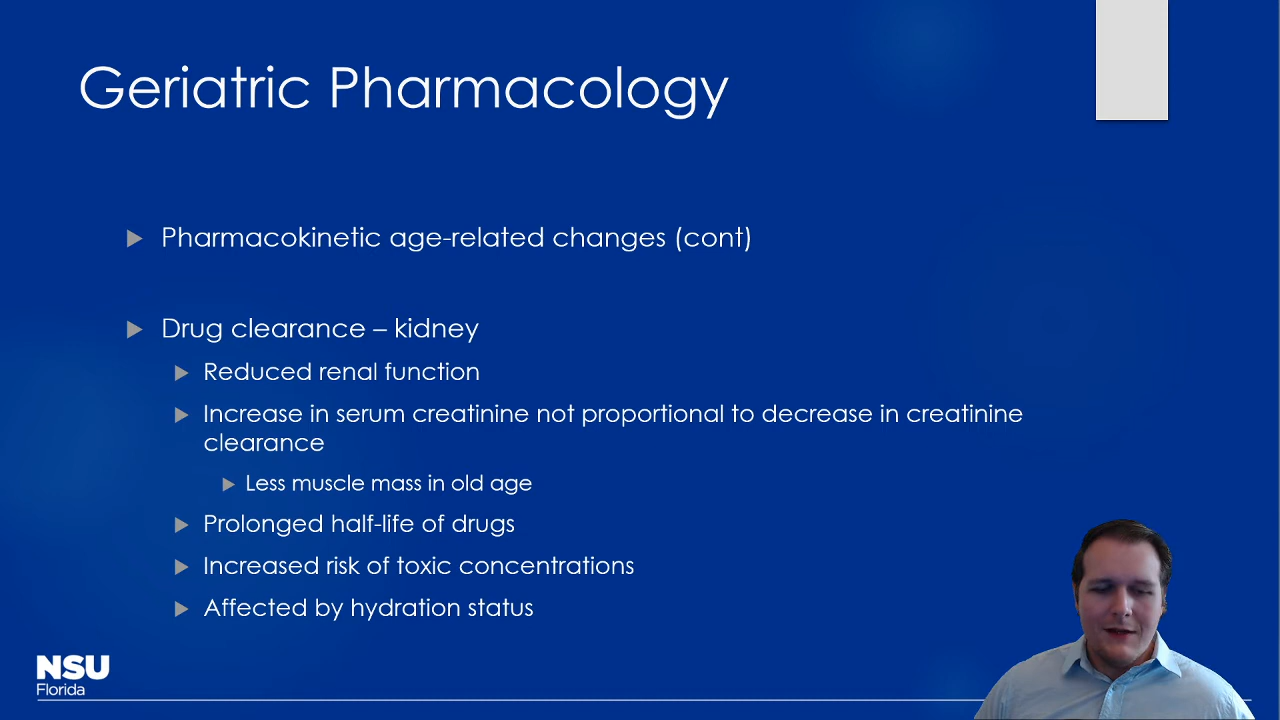 Geriatric Pharmacology
Pharmacokinetic age-related changes (cont)
Drug clearance – kidney
Reduced renal function
Increase in serum creatinine not proportional to decrease in creatinine
clearance
Less muscle mass in old age
Prolonged half-life of drugs
Increased risk of toxic concentrations
Affected by hydration status
NSU
Florida